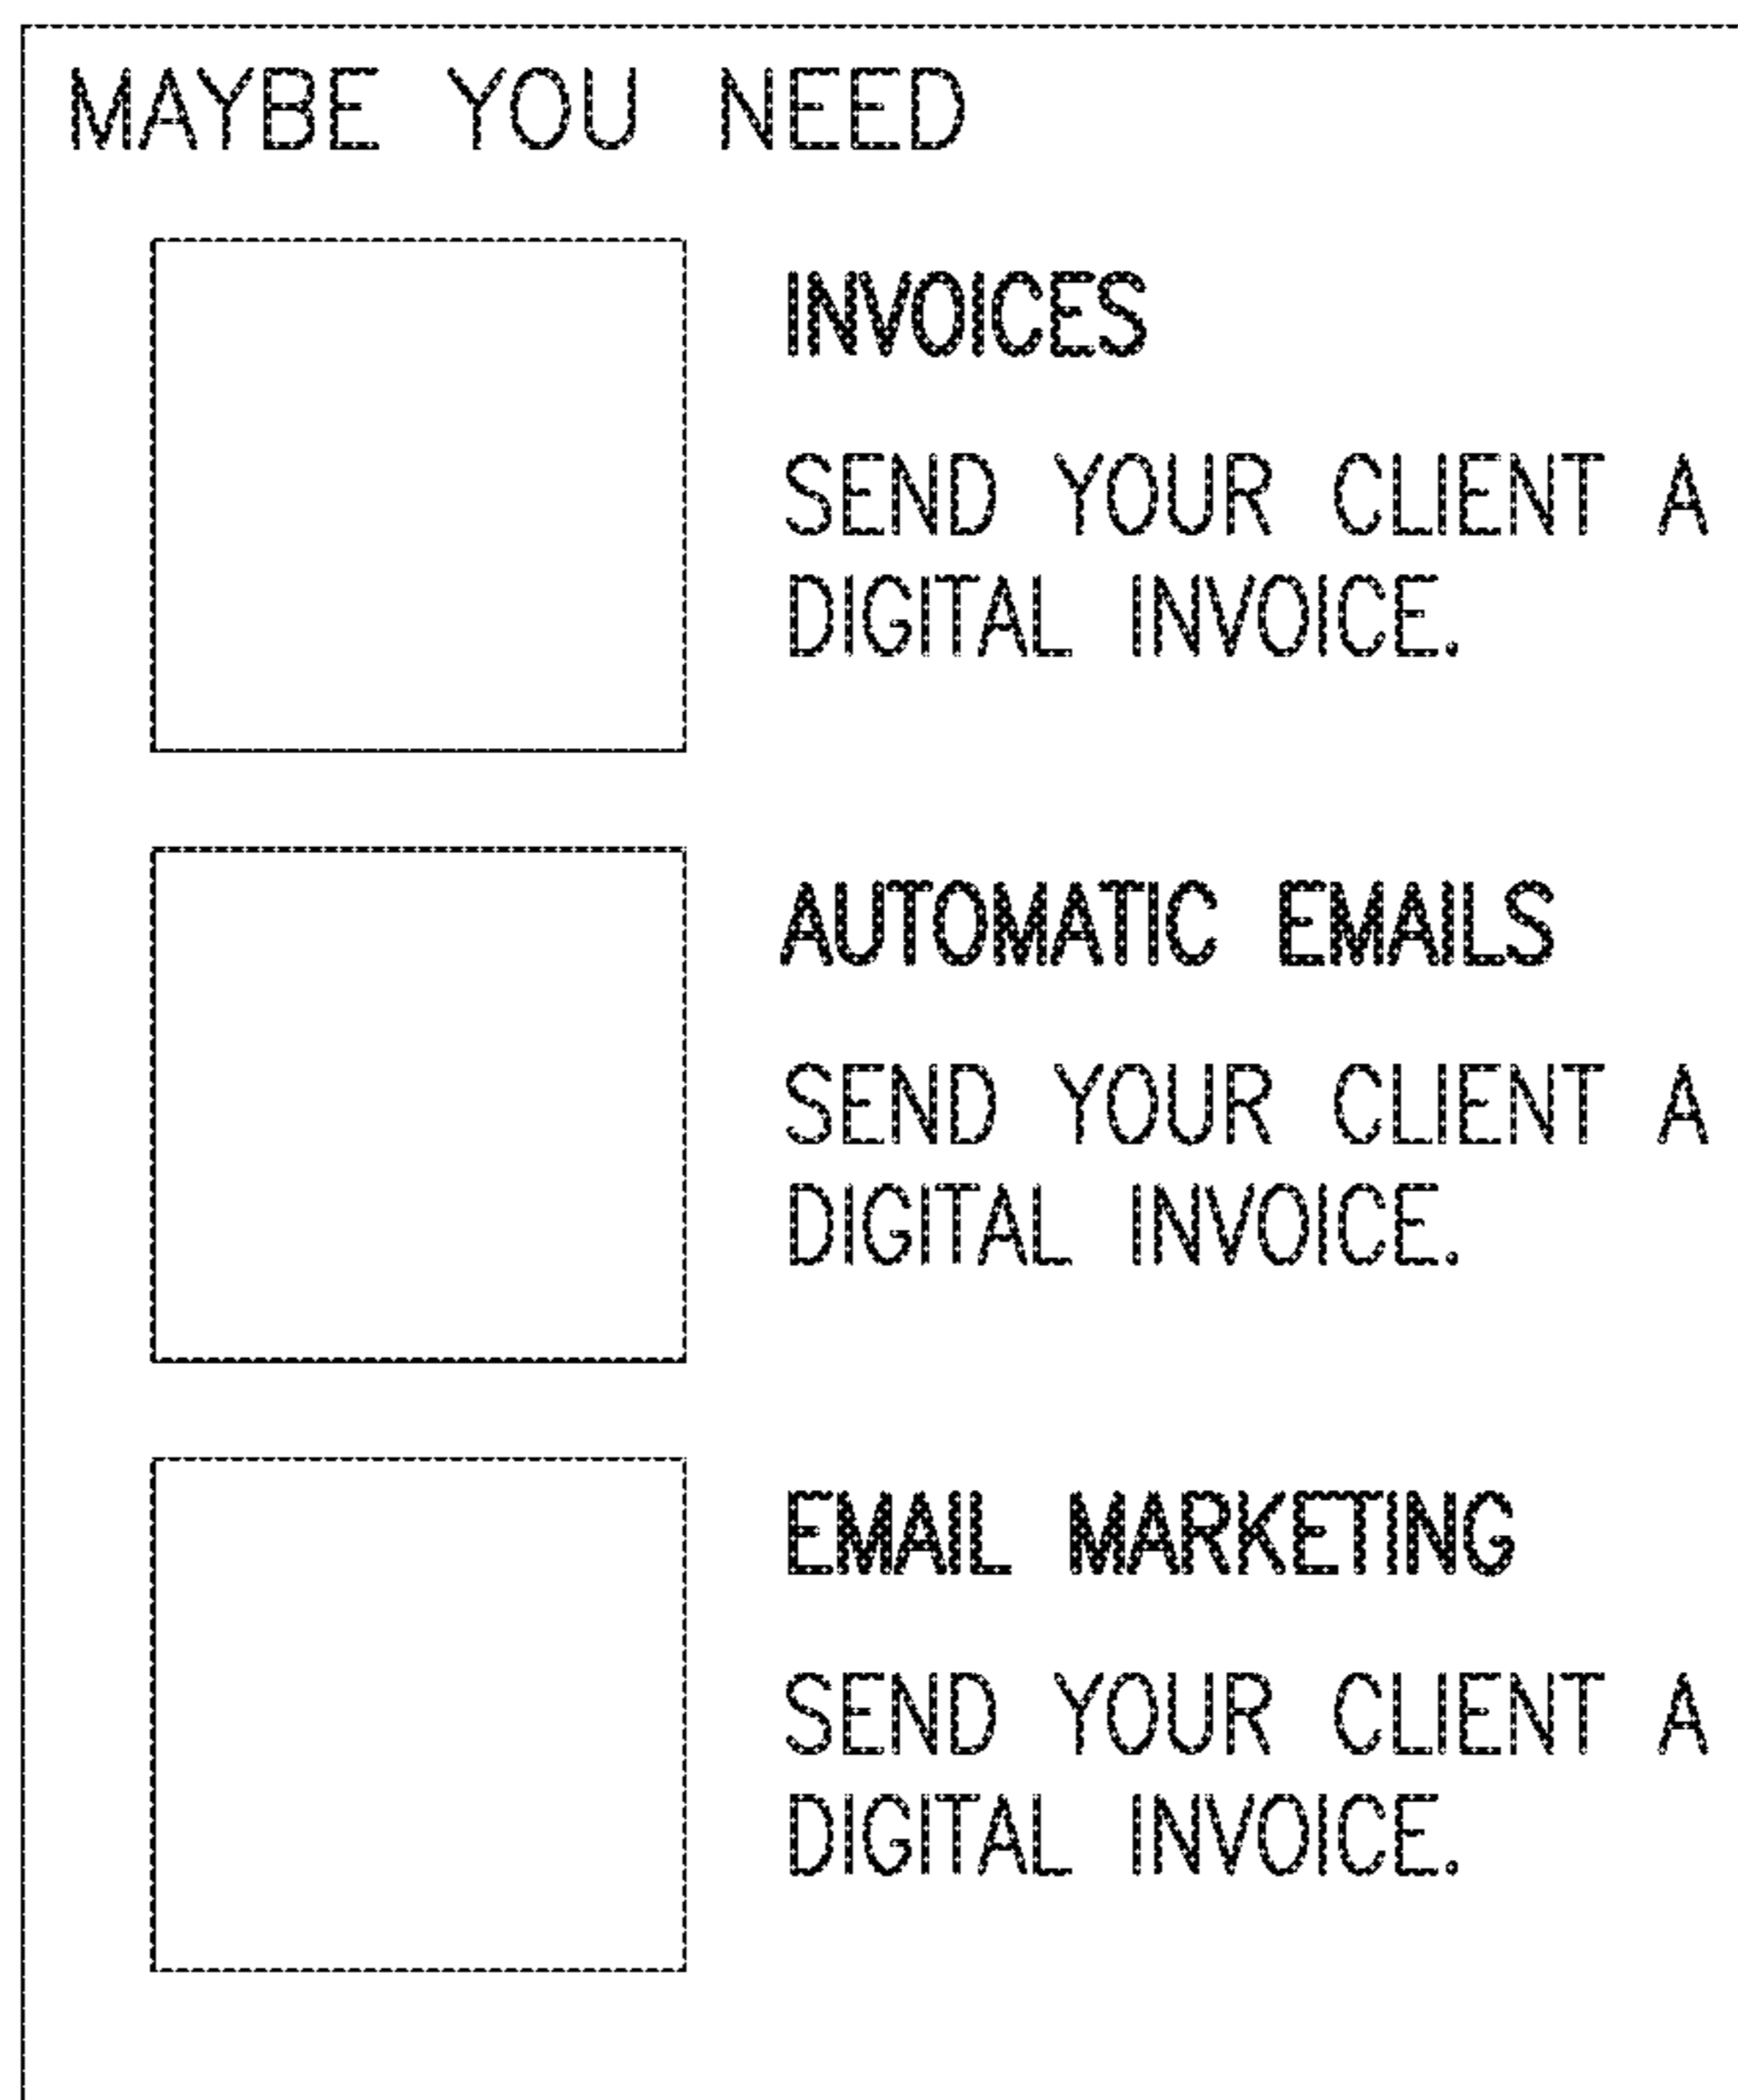 MAYBE YOU NEED
INVOICES
SEND YOUR CLIENT A
DIGITAL INVOICE.
AUTOMATIC EMAILS
SEND YOUR CLIENT A
DIGITAL INVOICE.
EMAIL MARKETING
SEND YOUR CLIENT A
DIGITAL INVOICE.